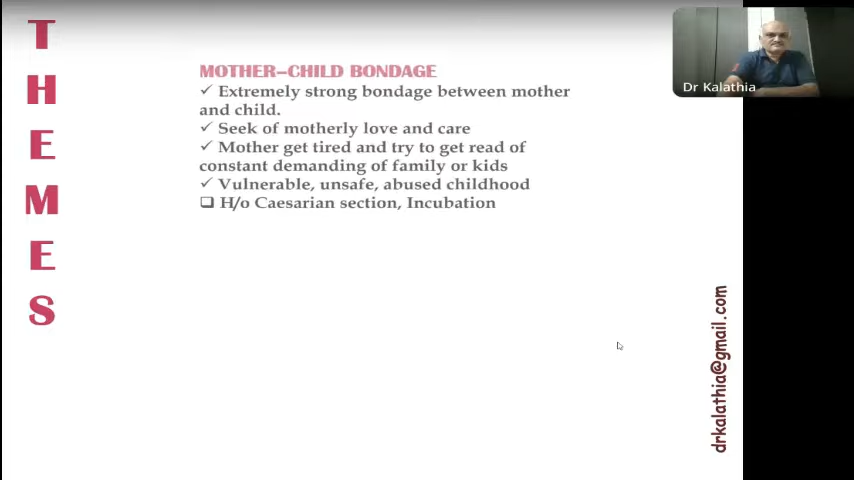 THEMES
MOTHER-CHILD BONDAGE
✓ Extremely strong bondage between mother
and child.
✓ Seek of motherly love and care
✓ Mother get tired and try to get read of
constant demanding of family or kids
✓ Vulnerable, unsafe, abused childhood
❑ H/o Caesarian section, Incubation
Dr Kalathia
drkalathia@gmail.com